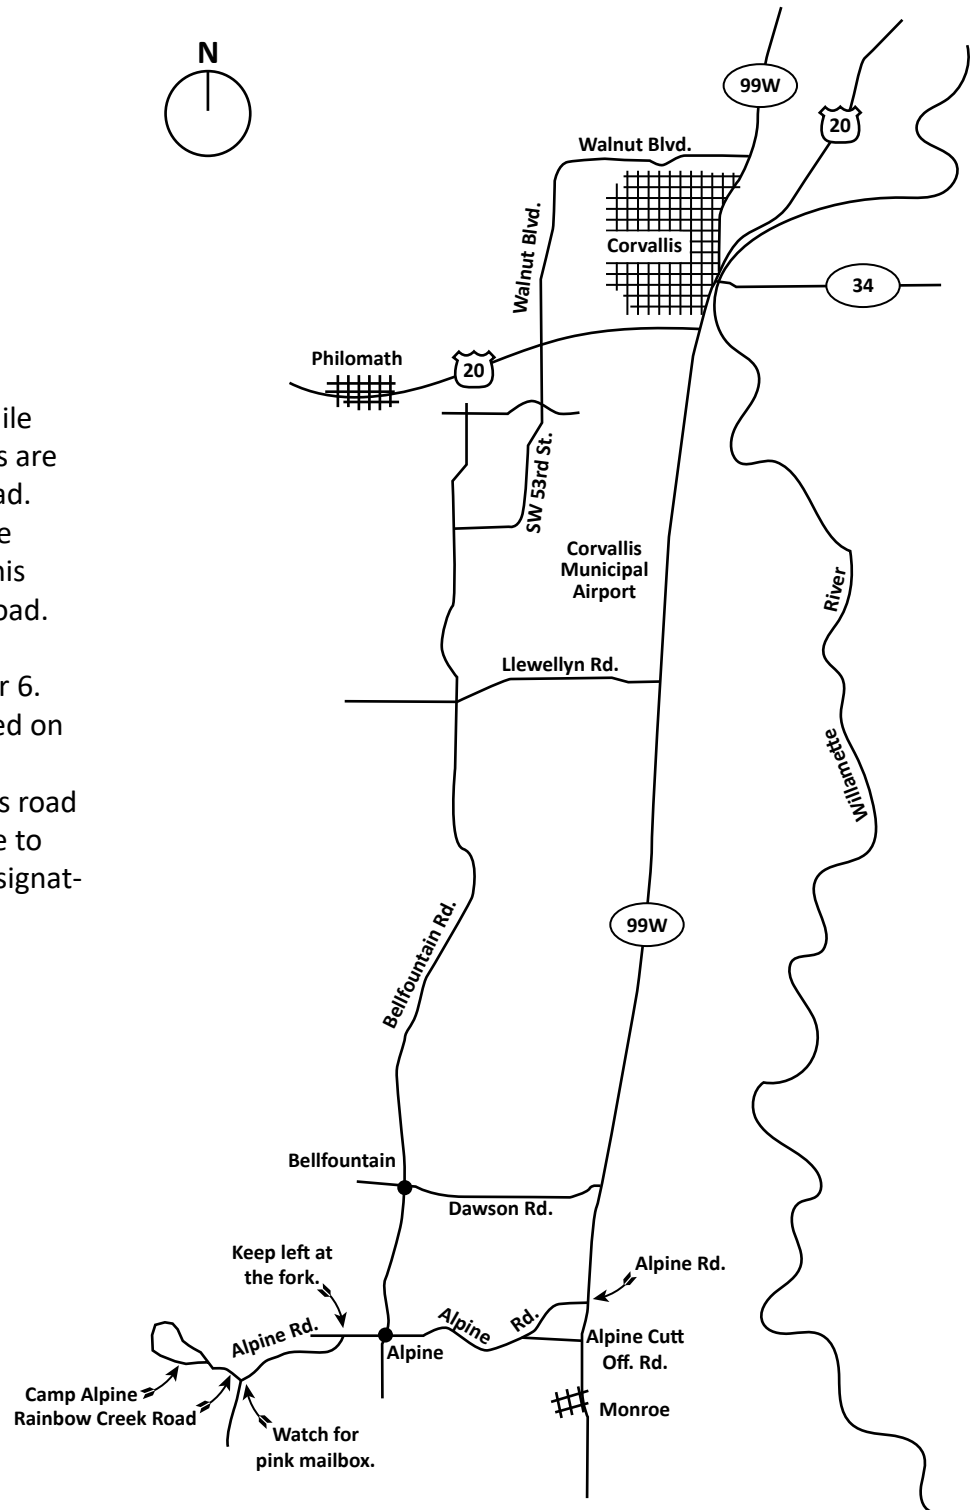 N
99W
20
Walnut Blvd.
Walnut Blvd.
Corvallis
34
Philomath
20
ile
s are
ad.
e
nis
oad.
r 6.
ed on
s road
e to
signat-
SW 53rd St.
Corvallis
Municipal
Airport
River
Llewellyn Rd.
Willamette
99W
Bellfountain Rd.
Bellfountain
Dawson Rd.
Keep left at
the fork.
Alpine Rd.
Alpine Rd.
Alpine Rd.
Alpine
Alpine Cutt
Off. Rd.
Camp Alpine
Rainbow Creek Road
Monroe
Watch for
pink mailbox.